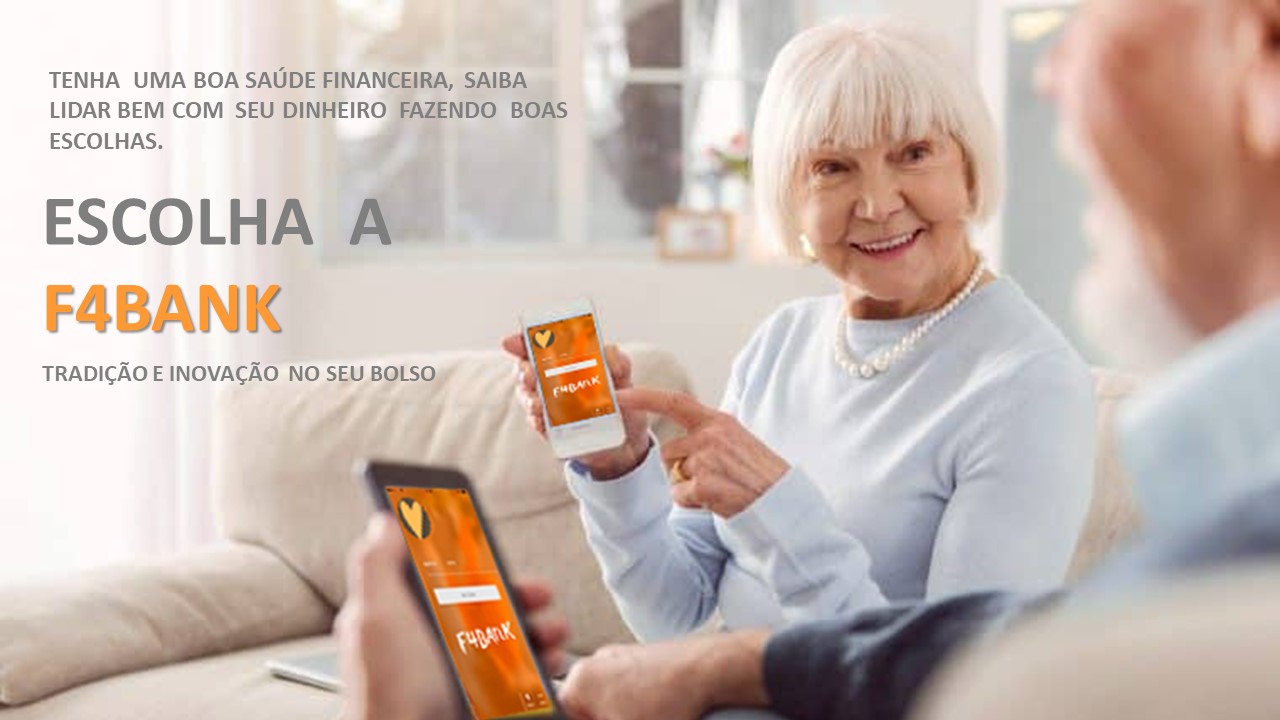 TENHA UMA BOA SAÚDE FINANCEIRA, SAIBA
LIDAR BEM COM SEU DINHEIRO FAZENDO BOAS
ESCOLHAS.
ESCOLHA A
F4BANK
TRADIÇÃO E INOVAÇÃO NO SEU BOLSO
F4BANK
F4BANK